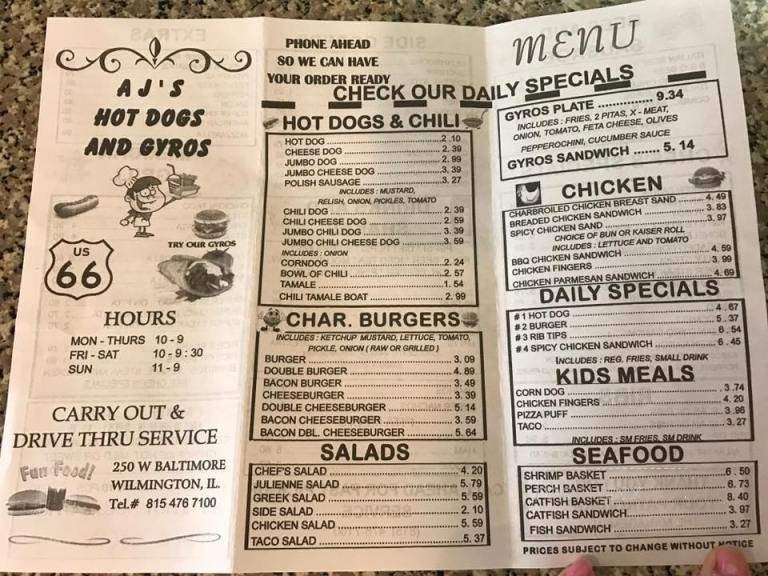 AJ'S
HOT DOGS
AND GYROS
TRY OUR GYROS
US
66
HOURS
MON - THURS 10 - 9
FRI - SAT 10 - 9 : 30
SUN 11 - 9
CARRY OUT &
DRIVE THRU SERVICE
Fun Food!
250 W BALTIMORE
WILMINGTON, IL.
Tel.# 815 476 7100
PHONE AHEAD
SO WE CAN HAVE
YOUR ORDER READY
MENU
CHECK OUR DAILY SPECIALS
HOT DOGS & CHILI
HOT DOG 2.10
CHEESE DOG 2.39
JUMBO DOG 2.99
JUMBO CHEESE DOG 3.39
POLISH SAUSAGE 3.27
INCLUDES : MUSTARD,
RELISH, ONION, PICKLES, TOMATO
CHILI DOG 2.39
CHILI CHEESE DOG 2.59
JUMBO CHILI DOG 3.39
JUMBO CHILI CHEESE DOG 3.59
INCLUDES : ONION
CORNDOG 2.24
BOWL OF CHILI 2.57
TAMALE 1.54
CHILI TAMALE BOAT 2.99
CHAR. BURGERS
INCLUDES : KETCHUP MUSTARD, LETTUCE, TOMATO,
PICKLE, ONION ( RAW OR GRILLED )
BURGER 3.09
DOUBLE BURGER 4.89
BACON BURGER 3.49
CHEESEBURGER 3.39
DOUBLE CHEESEBURGER 5.14
BACON CHEESEBURGER 3.59
BACON DBL. CHEESEBURGER 5.64
SALADS
CHEF'S SALAD 4.20
JULIENNE SALAD 5.79
GREEK SALAD 5.59
SIDE SALAD 2.10
CHICKEN SALAD 5.59
TACO SALAD 5.37
GYROS PLATE 9.34
INCLUDES : FRIES, 2 PITAS, X - MEAT,
ONION, TOMATO, FETA CHEESE, OLIVES
PEPPEROCHINI, CUCUMBER SAUCE
GYROS SANDWICH 5.14
CHICKEN
CHARBROILED CHICKEN BREAST SAND 4.49
BREADED CHICKEN SANDWICH 3.83
SPICY CHICKEN SAND 3.97
CHOICE OF BUN OR KAISER ROLL
INCLUDES : LETTUCE AND TOMATO
BBQ CHICKEN SANDWICH 4.59
CHICKEN FINGERS 3.99
CHICKEN PARMESAN SANDWICH 4.69
DAILY SPECIALS
#1 HOT DOG 4.67
#2 BURGER 5.37
#3 RIB TIPS 6.54
#4 SPICY CHICKEN SANDWICH 6.45
INCLUDES : REG. FRIES, SMALL DRINK
KIDS MEALS
CORN DOG 3.74
CHICKEN FINGERS 4.20
PIZZA PUFF 3.96
TACO 3.27
INCLUDES : SM FRIES, SM DRINK
SEAFOOD
SHRIMP BASKET 6.50
PERCH BASKET 6.73
CATFISH BASKET 8.40
CATFISH SANDWICH 3.97
FISH SANDWICH 3.27
PRICES SUBJECT TO CHANGE WITHOUT NOTICE